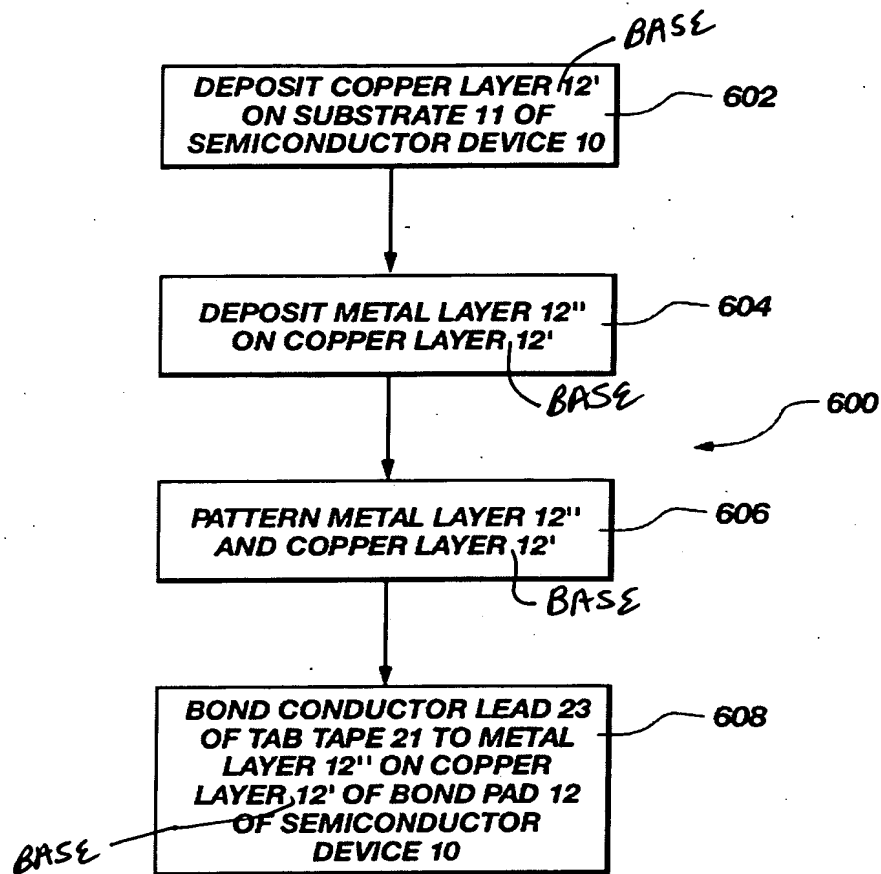 BASE
DEPOSIT COPPER LAYER 12'
ON SUBSTRATE 11 OF
SEMICONDUCTOR DEVICE 10
602
DEPOSIT METAL LAYER 12"
ON COPPER LAYER 12'
604
BASE
600
PATTERN METAL LAYER 12"
AND COPPER LAYER 12'
606
BASE
BOND CONDUCTOR LEAD 23
OF TAB TAPE 21 TO METAL
LAYER 12" ON COPPER
LAYER 12' OF BOND PAD 12
OF SEMICONDUCTOR
DEVICE 10
608
BASE